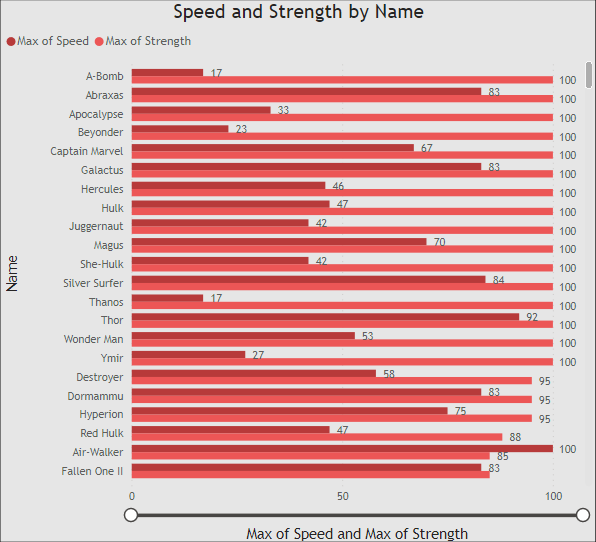 Speed and Strength by Name
Max of Speed Max of Strength
Name
A-Bomb 17 100
Abraxas 83 100
Apocalypse 33 100
Beyonder 23 100
Captain Marvel 67 100
Galactus 83 100
Hercules 46 100
Hulk 47 100
Juggernaut 42 100
Magus 70 100
She-Hulk 42 100
Silver Surfer 84 100
Thanos 17 100
Thor 92 100
Wonder Man 53 100
Ymir 27 100
Destroyer 58 95
Dormammu 83 95
Hyperion 75 95
Red Hulk 47 88
Air-Walker 100 85
Fallen One II 83
0 50 100
Max of Speed and Max of Strength